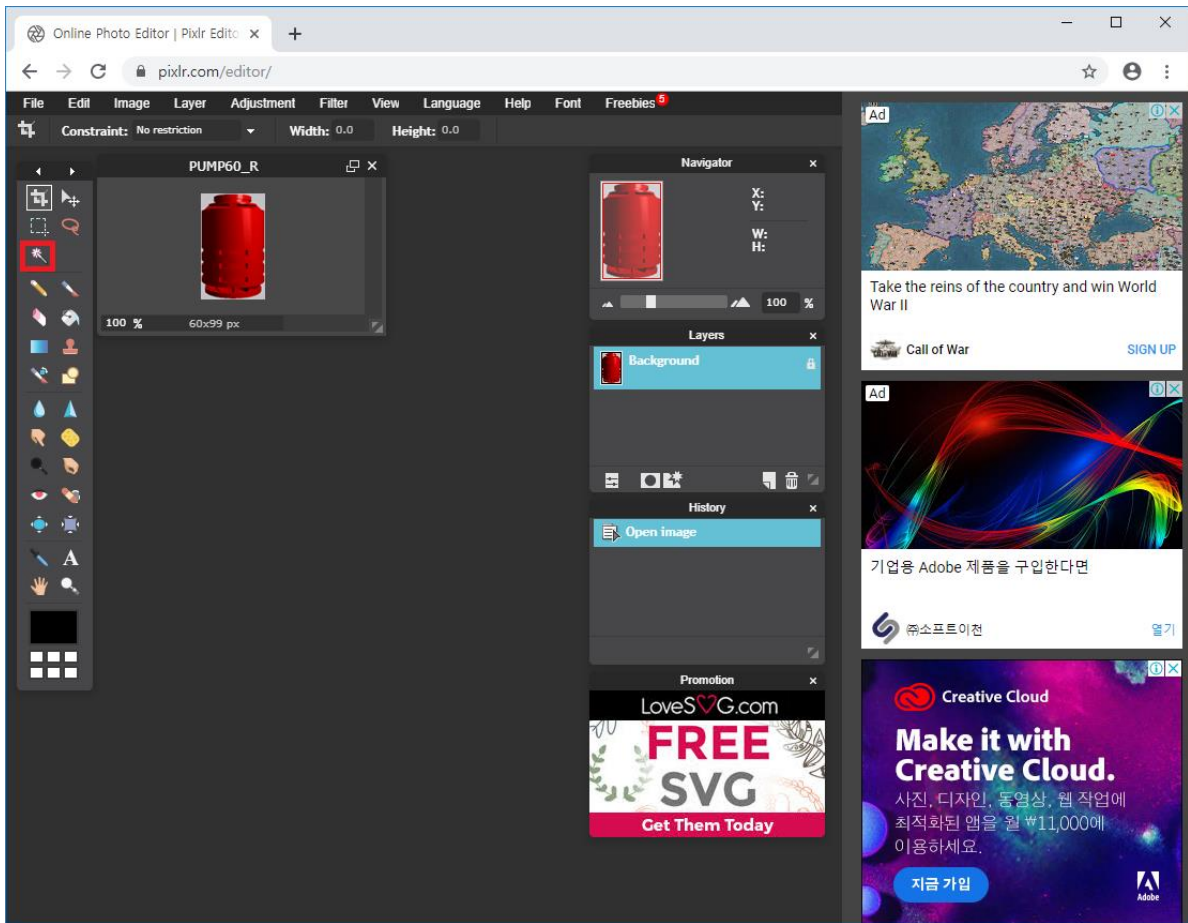 Online Photo Editor | Pixlr Edito
pixlr.com/editor/
File Edit Image Layer Adjustment Filter View Language Help Font Freebies 5
Constraint: No restriction Width: 0.0 Height: 0.0
PUMP60_R
100 % 60x99 px
A
Navigator
X:
Y:
W:
H:
100 %
Layers
Background
History
Open image
Promotion
LoveSVG.com
FREE
SVG
Get Them Today
Ad
Take the reins of the country and win World
War II
Call of War SIGN UP
Ad
기업용 Adobe 제품을 구입한다면
㈜소프트이천 열기
Creative Cloud
Make it with
Creative Cloud.
사진, 디자인, 동영상, 웹 작업에
최적화된 앱을 월 ₩11,000에
이용하세요.
지금 가입
Adobe